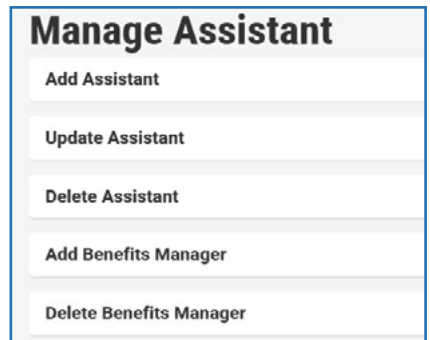 Manage Assistant
Add Assistant
Update Assistant
Delete Assistant
Add Benefits Manager
Delete Benefits Manager